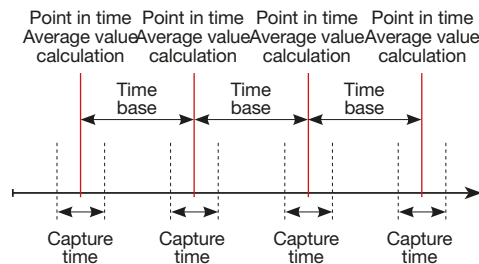 Point in time Point in time Point in time Point in time
Average value Average value Average value Average value
calculation calculation calculation calculation
Time Time Time
base base base
Capture Capture Capture Capture
time time time time